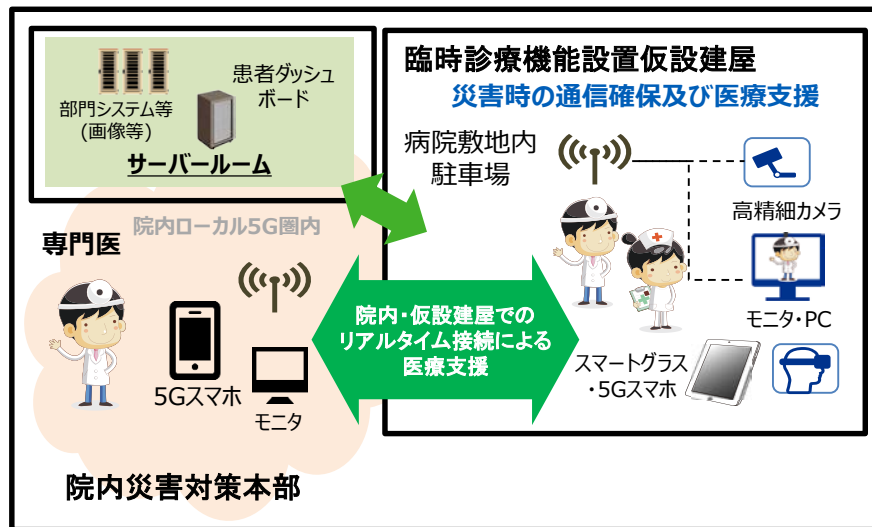 患者ダッシュ
ボード
部門システム等
(画像等)
サーバールーム
院内ローカル5G圏内
専門医
5Gスマホ
モニタ
院内災害対策本部
院内・仮設建屋での
リアルタイム接続による
医療支援
臨時診療機能設置仮設建屋
災害時の通信確保及び医療支援
病院敷地内
駐車場
高精細カメラ
モニタ・PC
スマートグラス
・5Gスマホ